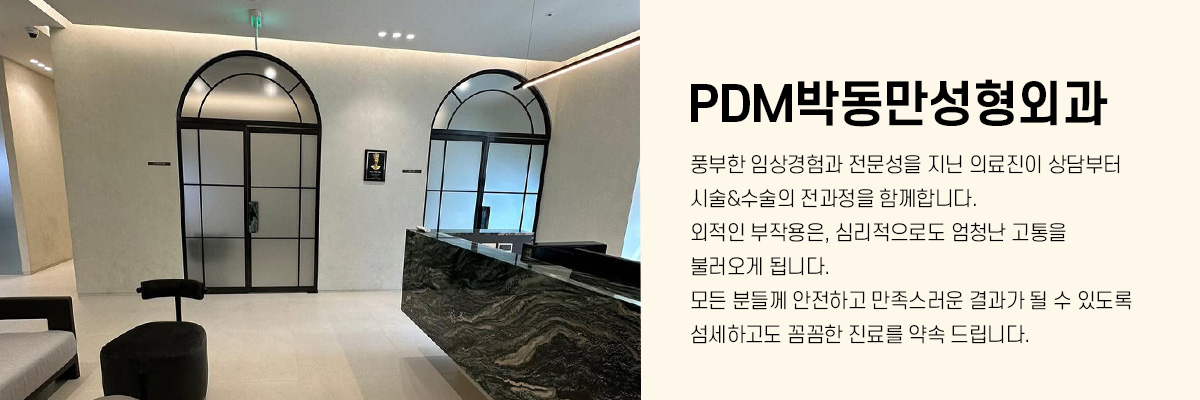 PDM박동만성형외과
풍부한 임상경험과 전문성을 지닌 의료진이 상담부터
시술&수술의 전과정을 함께합니다.
외적인 부작용은, 심리적으로도 엄청난 고통을
불러오게 됩니다.
모든 분들께 안전하고 만족스러운 결과가 될 수 있도록
섬세하고도 꼼꼼한 진료를 약속 드립니다.